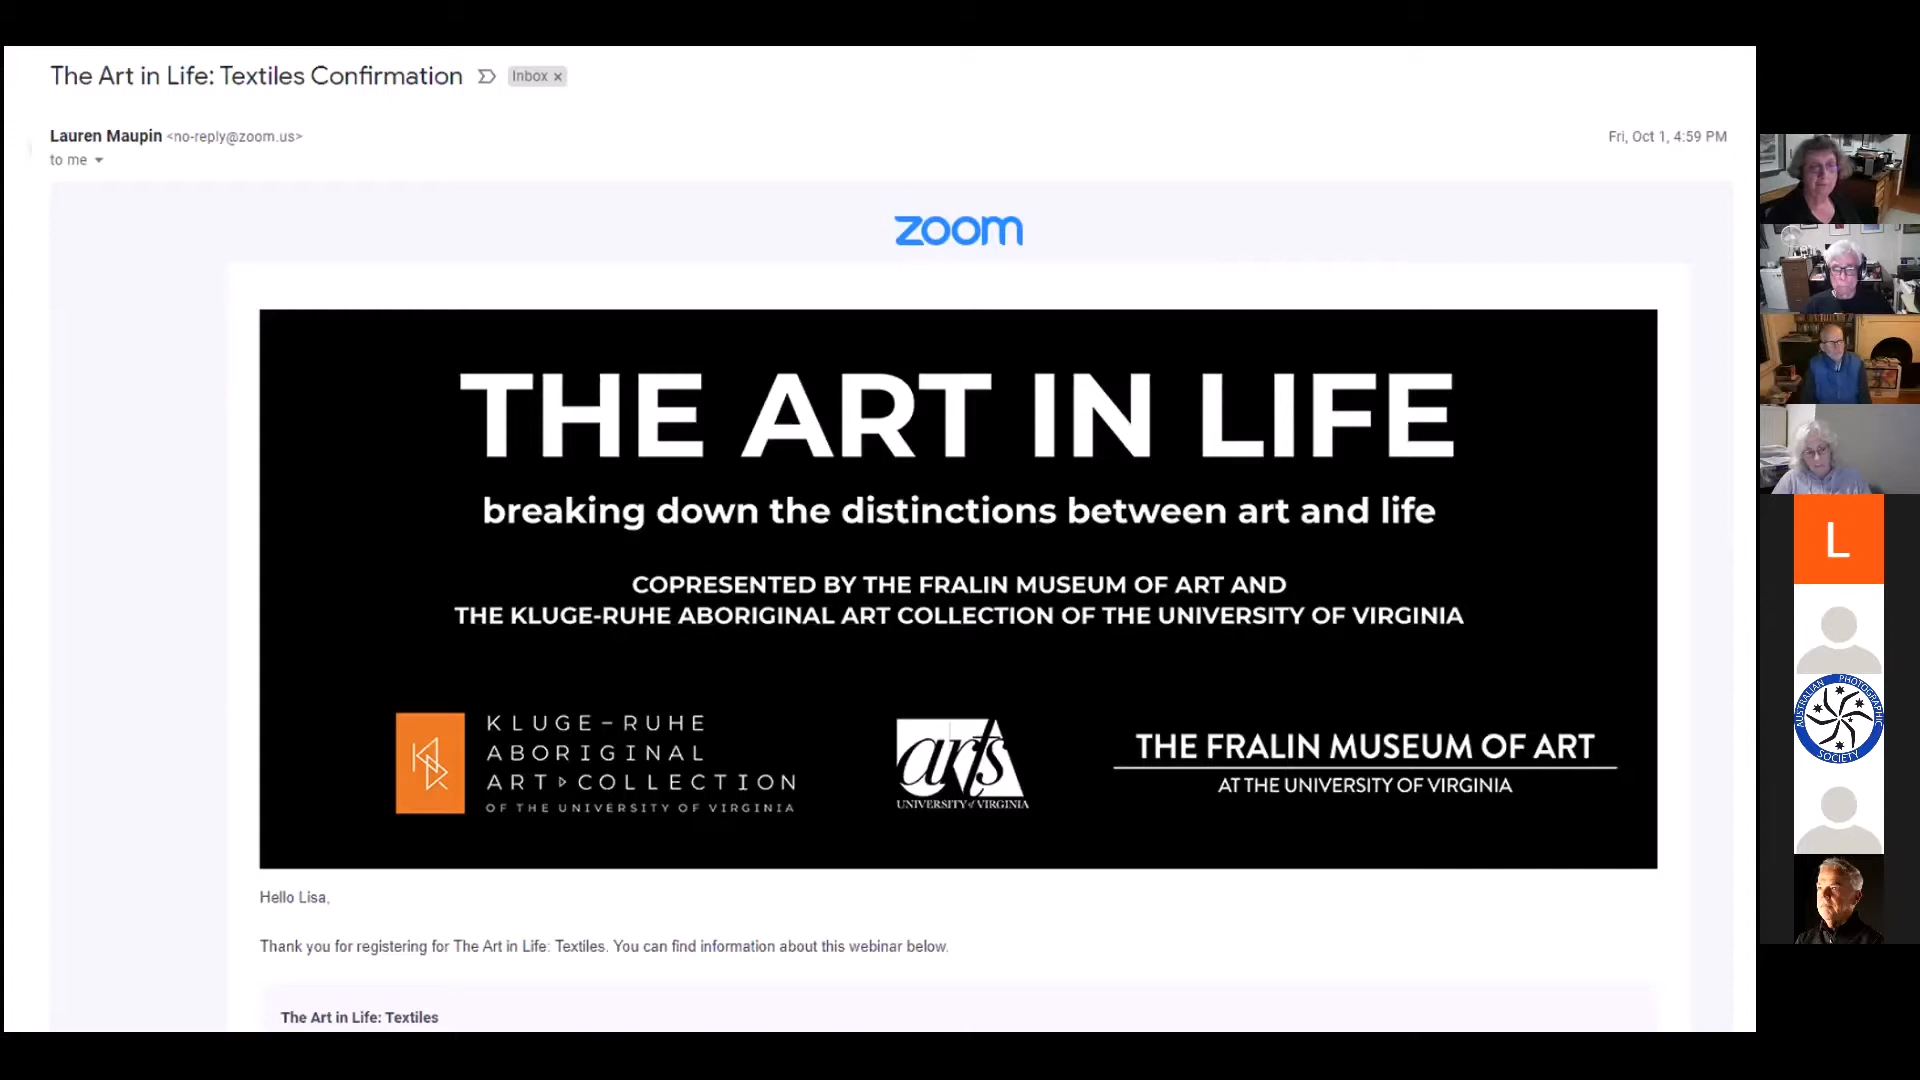 The Art in Life: Textiles Confirmation
Inbox x
Lauren Maupin <no-reply@zoom.us>
Fri, Oct 1, 4:59 PM
to me
zoom
THE ART IN LIFE
breaking down the distinctions between art and life
COPRESENTED BY THE FRALIN MUSEUM OF ART AND
THE KLUGE-RUHE ABORIGINAL ART COLLECTION OF THE UNIVERSITY OF VIRGINIA
KLUGE-RUHE
ABORIGINAL
ART COLLECTION
OF THE UNIVERSITY OF VIRGINIA
arts
UNIVERSITY of VIRGINIA
THE FRALIN MUSEUM OF ART
AT THE UNIVERSITY OF VIRGINIA
Hello Lisa,
Thank you for registering for The Art in Life: Textiles. You can find information about this webinar below.
The Art in Life: Textiles
L
AUSTRALIAN PHOTOGRAPHIC
SOCIETY